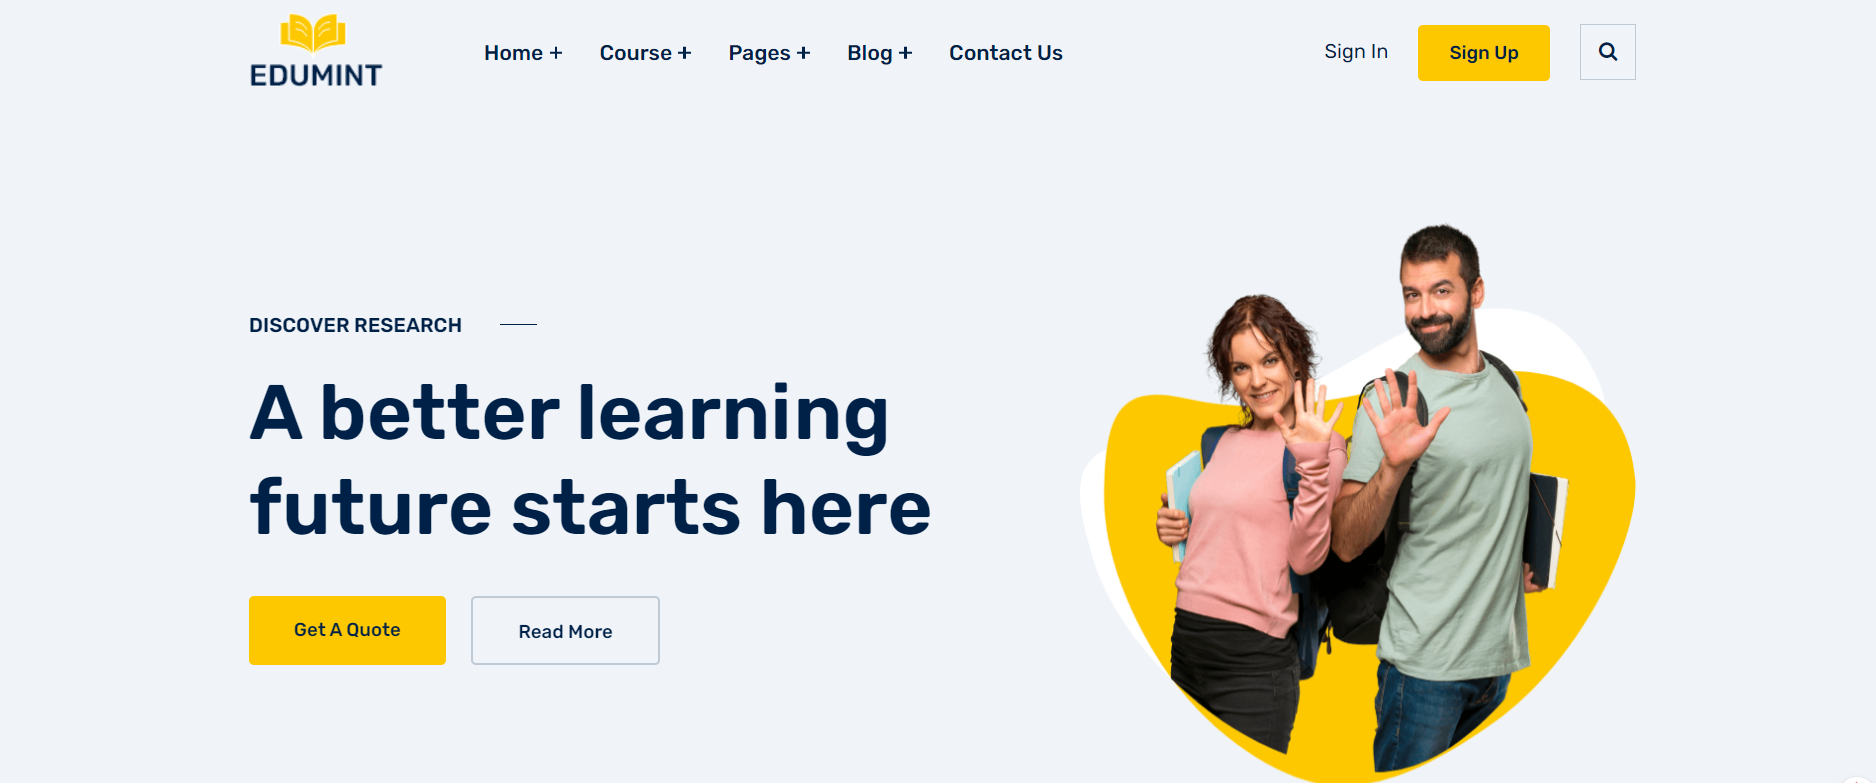 EDUMINT
Home + Course + Pages + Blog + Contact Us Sign In Sign Up
DISCOVER RESEARCH
A better learning
future starts here
Get A Quote Read More